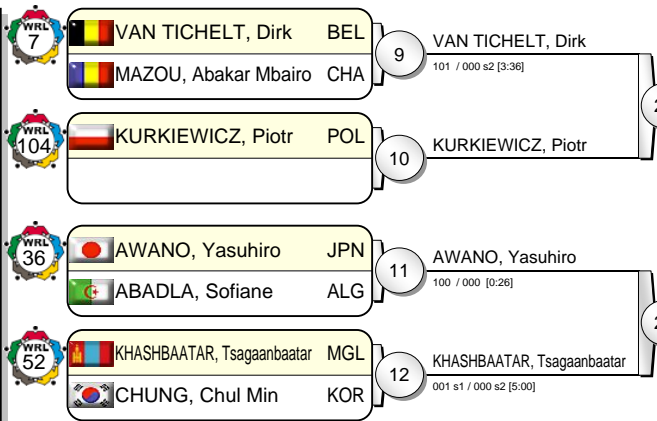 WRL
7
VAN TICHELT, Dirk BEL
MAZOU, Abakar Mbairo CHA
9
VAN TICHELT, Dirk
101 / 000 s2 [3:36]
WRL
104
KURKIEWICZ, Piotr POL
10
KURKIEWICZ, Piotr
WRL
36
AWANO, Yasuhiro JPN
ABADLA, Sofiane ALG
11
AWANO, Yasuhiro
100 / 000 [0:26]
WRL
52
KHASHBAATAR, Tsagaanbaatar MGL
CHUNG, Chul Min KOR
12
KHASHBAATAR, Tsagaanbaatar
001 s1 / 000 s2 [5:00]